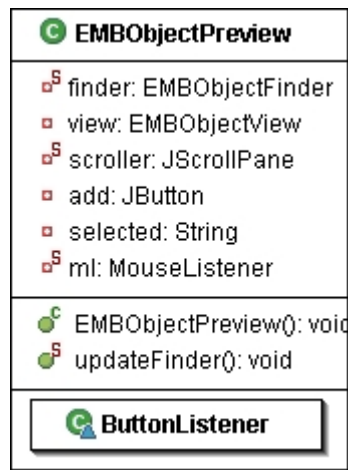 C EMBObjectPreview
S finder: EMBObjectFinder
view: EMBObjectView
S scroller: JScrollPane
add: JButton
selected: String
S ml: MouseListener
C EMBObjectPreview(): void
S updateFinder(): void
C ButtonListener